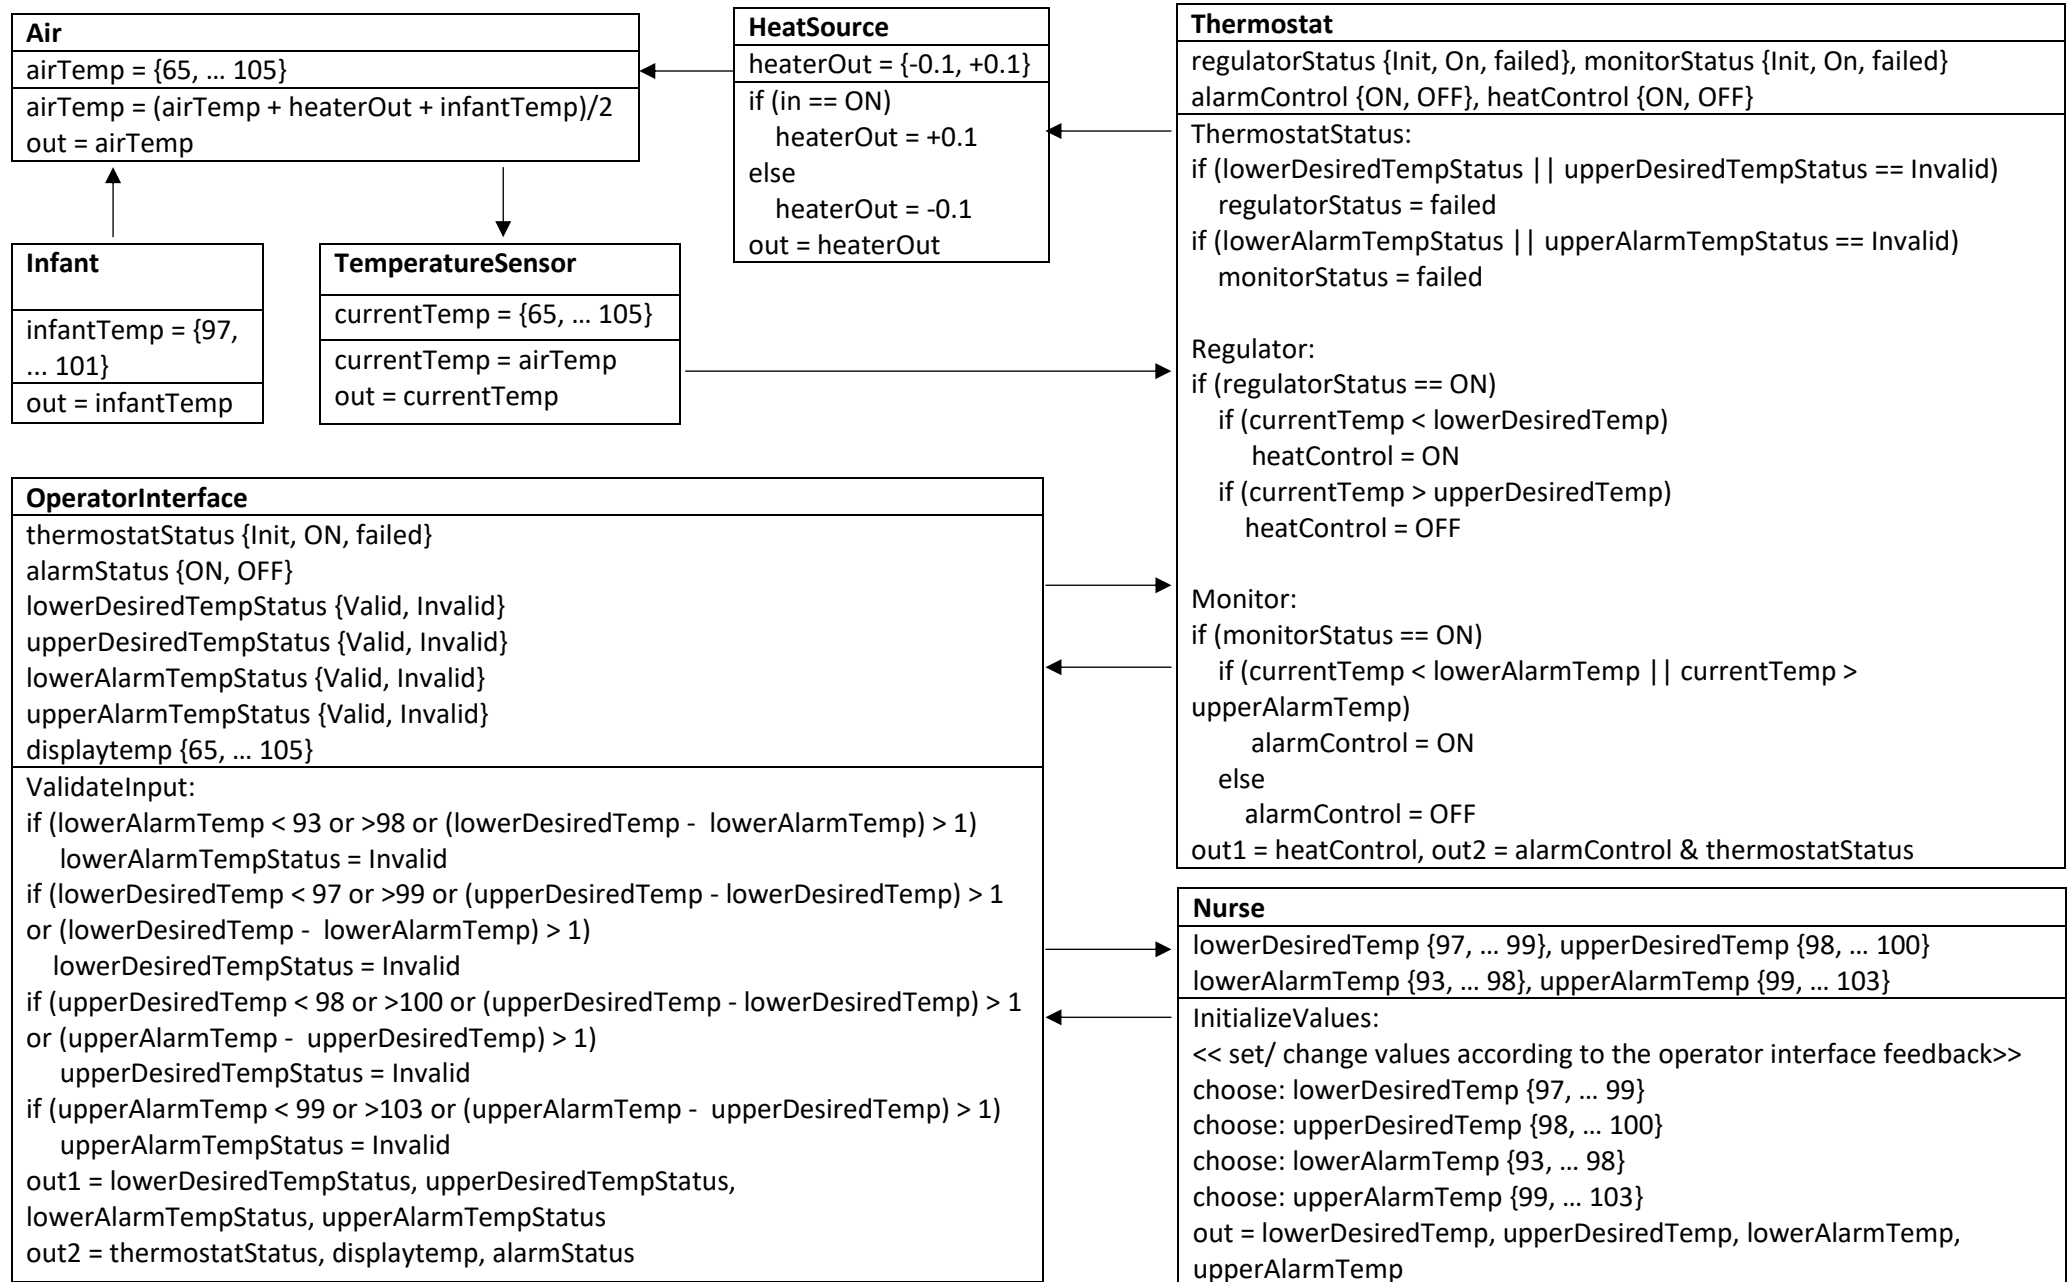 Air
airTemp = {65, … 105}
airTemp = (airTemp + heaterOut + infantTemp)/2
out = airTemp
HeatSource
heaterOut = {-0.1, +0.1}
if (in == ON)
heaterOut = +0.1
else
heaterOut = -0.1
out = heaterOut
Thermostat
regulatorStatus {Init, On, failed}, monitorStatus {Init, On, failed}
alarmControl {ON, OFF}, heatControl {ON, OFF}
ThermostatStatus:
if (lowerDesiredTempStatus || upperDesiredTempStatus == Invalid)
regulatorStatus = failed
if (lowerAlarmTempStatus || upperAlarmTempStatus == Invalid)
monitorStatus = failed
Regulator:
if (regulatorStatus == ON)
if (currentTemp < lowerDesiredTemp)
heatControl = ON
if (currentTemp > upperDesiredTemp)
heatControl = OFF
Monitor:
if (monitorStatus == ON)
if (currentTemp < lowerAlarmTemp || currentTemp >
upperAlarmTemp)
alarmControl = ON
else
alarmControl = OFF
out1 = heatControl, out2 = alarmControl & thermostatStatus
Infant
infantTemp = {97,
... 101}
out = infantTemp
TemperatureSensor
currentTemp = {65, … 105}
currentTemp = airTemp
out = currentTemp
OperatorInterface
thermostatStatus {Init, ON, failed}
alarmStatus {ON, OFF}
lowerDesiredTempStatus {Valid, Invalid}
upperDesiredTempStatus {Valid, Invalid}
lowerAlarmTempStatus {Valid, Invalid}
upperAlarmTempStatus {Valid, Invalid}
displaytemp {65, … 105}
ValidateInput:
if (lowerAlarmTemp < 93 or >98 or (lowerDesiredTemp - lowerAlarmTemp) > 1)
lowerAlarmTempStatus = Invalid
if (lowerDesiredTemp < 97 or >99 or (upperDesiredTemp - lowerDesiredTemp) > 1
or (lowerDesiredTemp - lowerAlarmTemp) > 1)
lowerDesiredTempStatus = Invalid
if (upperDesiredTemp < 98 or >100 or (upperDesiredTemp - lowerDesiredTemp) > 1
or (upperAlarmTemp - upperDesiredTemp) > 1)
upperDesiredTempStatus = Invalid
if (upperAlarmTemp < 99 or >103 or (upperAlarmTemp - upperDesiredTemp) > 1)
upperAlarmTempStatus = Invalid
out1 = lowerDesiredTempStatus, upperDesiredTempStatus,
lowerAlarmTempStatus, upperAlarmTempStatus
out2 = thermostatStatus, displaytemp, alarmStatus
Nurse
lowerDesiredTemp {97, … 99}, upperDesiredTemp {98, … 100}
lowerAlarmTemp {93, … 98}, upperAlarmTemp {99, … 103}
InitializeValues:
<< set/ change values according to the operator interface feedback>>
choose: lowerDesiredTemp {97, … 99}
choose: upperDesiredTemp {98, … 100}
choose: lowerAlarmTemp {93, … 98}
choose: upperAlarmTemp {99, … 103}
out = lowerDesiredTemp, upperDesiredTemp, lowerAlarmTemp,
upperAlarmTemp